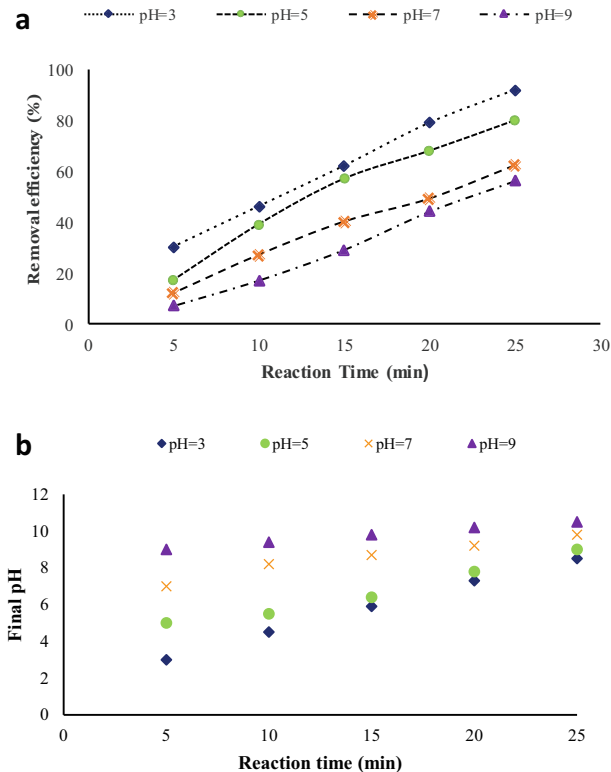 a
pH=3 pH=5 pH=7 pH=9
Removal efficiency (%)
100
80
60
40
20
0
0 5 10 15 20 25 30
Reaction Time (min)
b
pH=3 pH=5 pH=7 pH=9
Final pH
12
10
8
6
4
2
0
0 5 10 15 20 25
Reaction time (min)